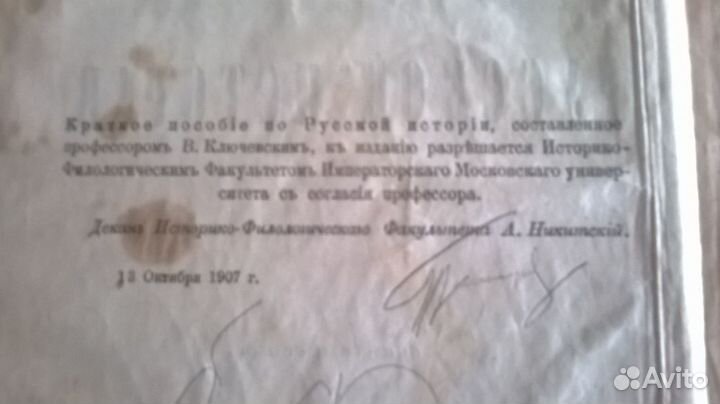 Краткое пособіе по Русской исторіи, составленное
профессоромъ В. Ключевскимъ, къ изданію разрѣшается Историко-
Филологическимъ Факультетомъ Императорскаго Московскаго универ-
ситета съ согласія профессора.
Деканъ Историко-Филологическаго Факультета А. Никитскій.
13 Октября 1907 г.
Avito